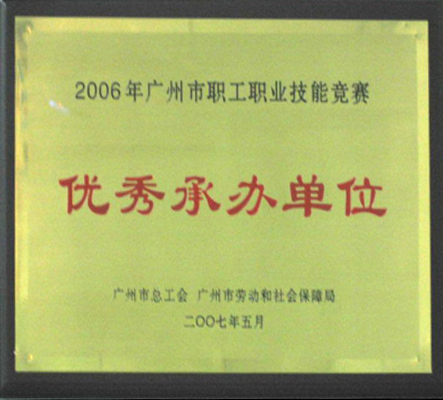 2006年广州市职工职业技能竞赛
优秀承办单位
广州市总工会 广州市劳动和社会保障局
二〇〇七年五月